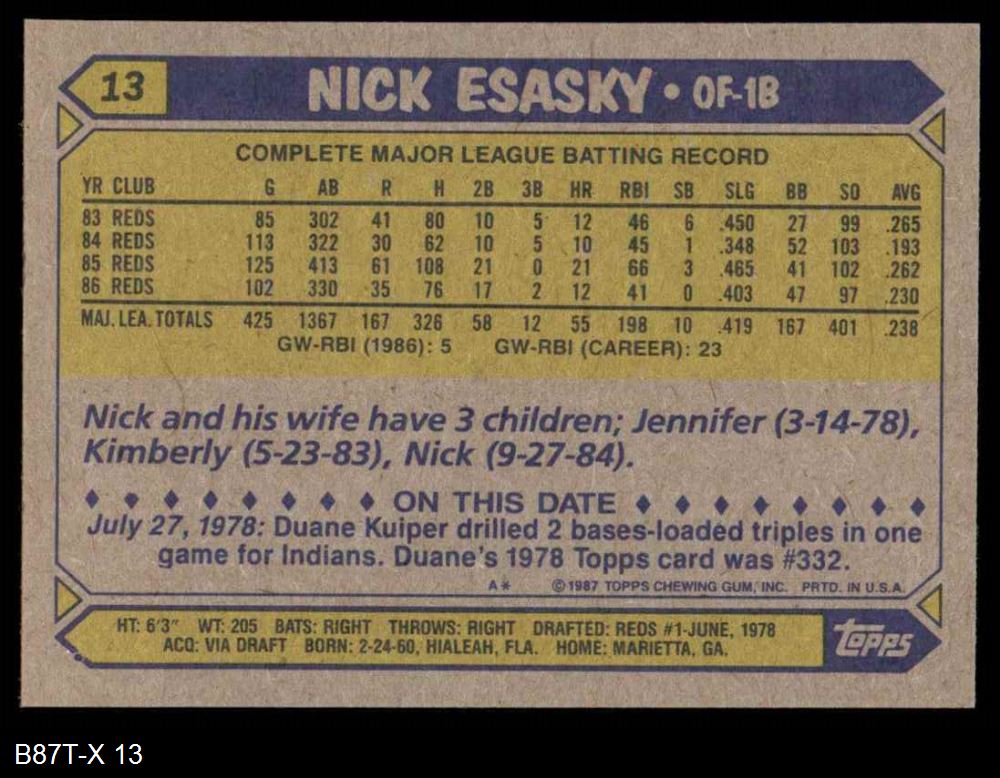 13 NICK ESASKY • OF-1B
COMPLETE MAJOR LEAGUE BATTING RECORD
YR CLUB G AB R H 2B 3B HR RBI SB SLG BB SO AVG
83 REDS 85 302 41 80 10 5 12 46 6 .450 27 99 .265
84 REDS 113 322 30 62 10 5 10 45 1 .348 52 103 .193
85 REDS 125 413 61 108 21 0 21 66 3 .465 41 102 .262
86 REDS 102 330 35 76 17 2 12 41 0 .403 47 97 .230
MAJ. LEA. TOTALS 425 1367 167 326 58 12 55 198 10 .419 167 401 .238
GW-RBI (1986): 5 GW-RBI (CAREER): 23
Nick and his wife have 3 children; Jennifer (3-14-78),
Kimberly (5-23-83), Nick (9-27-84).
♦ ♦ ♦ ♦ ♦ ♦ ♦ ♦ ON THIS DATE ♦ ♦ ♦ ♦ ♦ ♦ ♦ ♦
July 27, 1978: Duane Kuiper drilled 2 bases-loaded triples in one
game for Indians. Duane's 1978 Topps card was #332.
A* ©1987 TOPPS CHEWING GUM, INC. PRTD. IN U.S.A.
HT: 6'3" WT: 205 BATS: RIGHT THROWS: RIGHT DRAFTED: REDS #1-JUNE, 1978
ACQ: VIA DRAFT BORN: 2-24-60, HIALEAH, FLA. HOME: MARIETTA, GA.
Topps
B87T-X 13